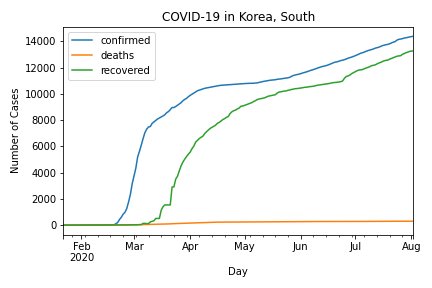 COVID-19 in Korea, South
confirmed
deaths
recovered
14000
12000
10000
8000
6000
4000
2000
0
Number of Cases
Feb Mar Apr May Jun Jul Aug
2020
Day